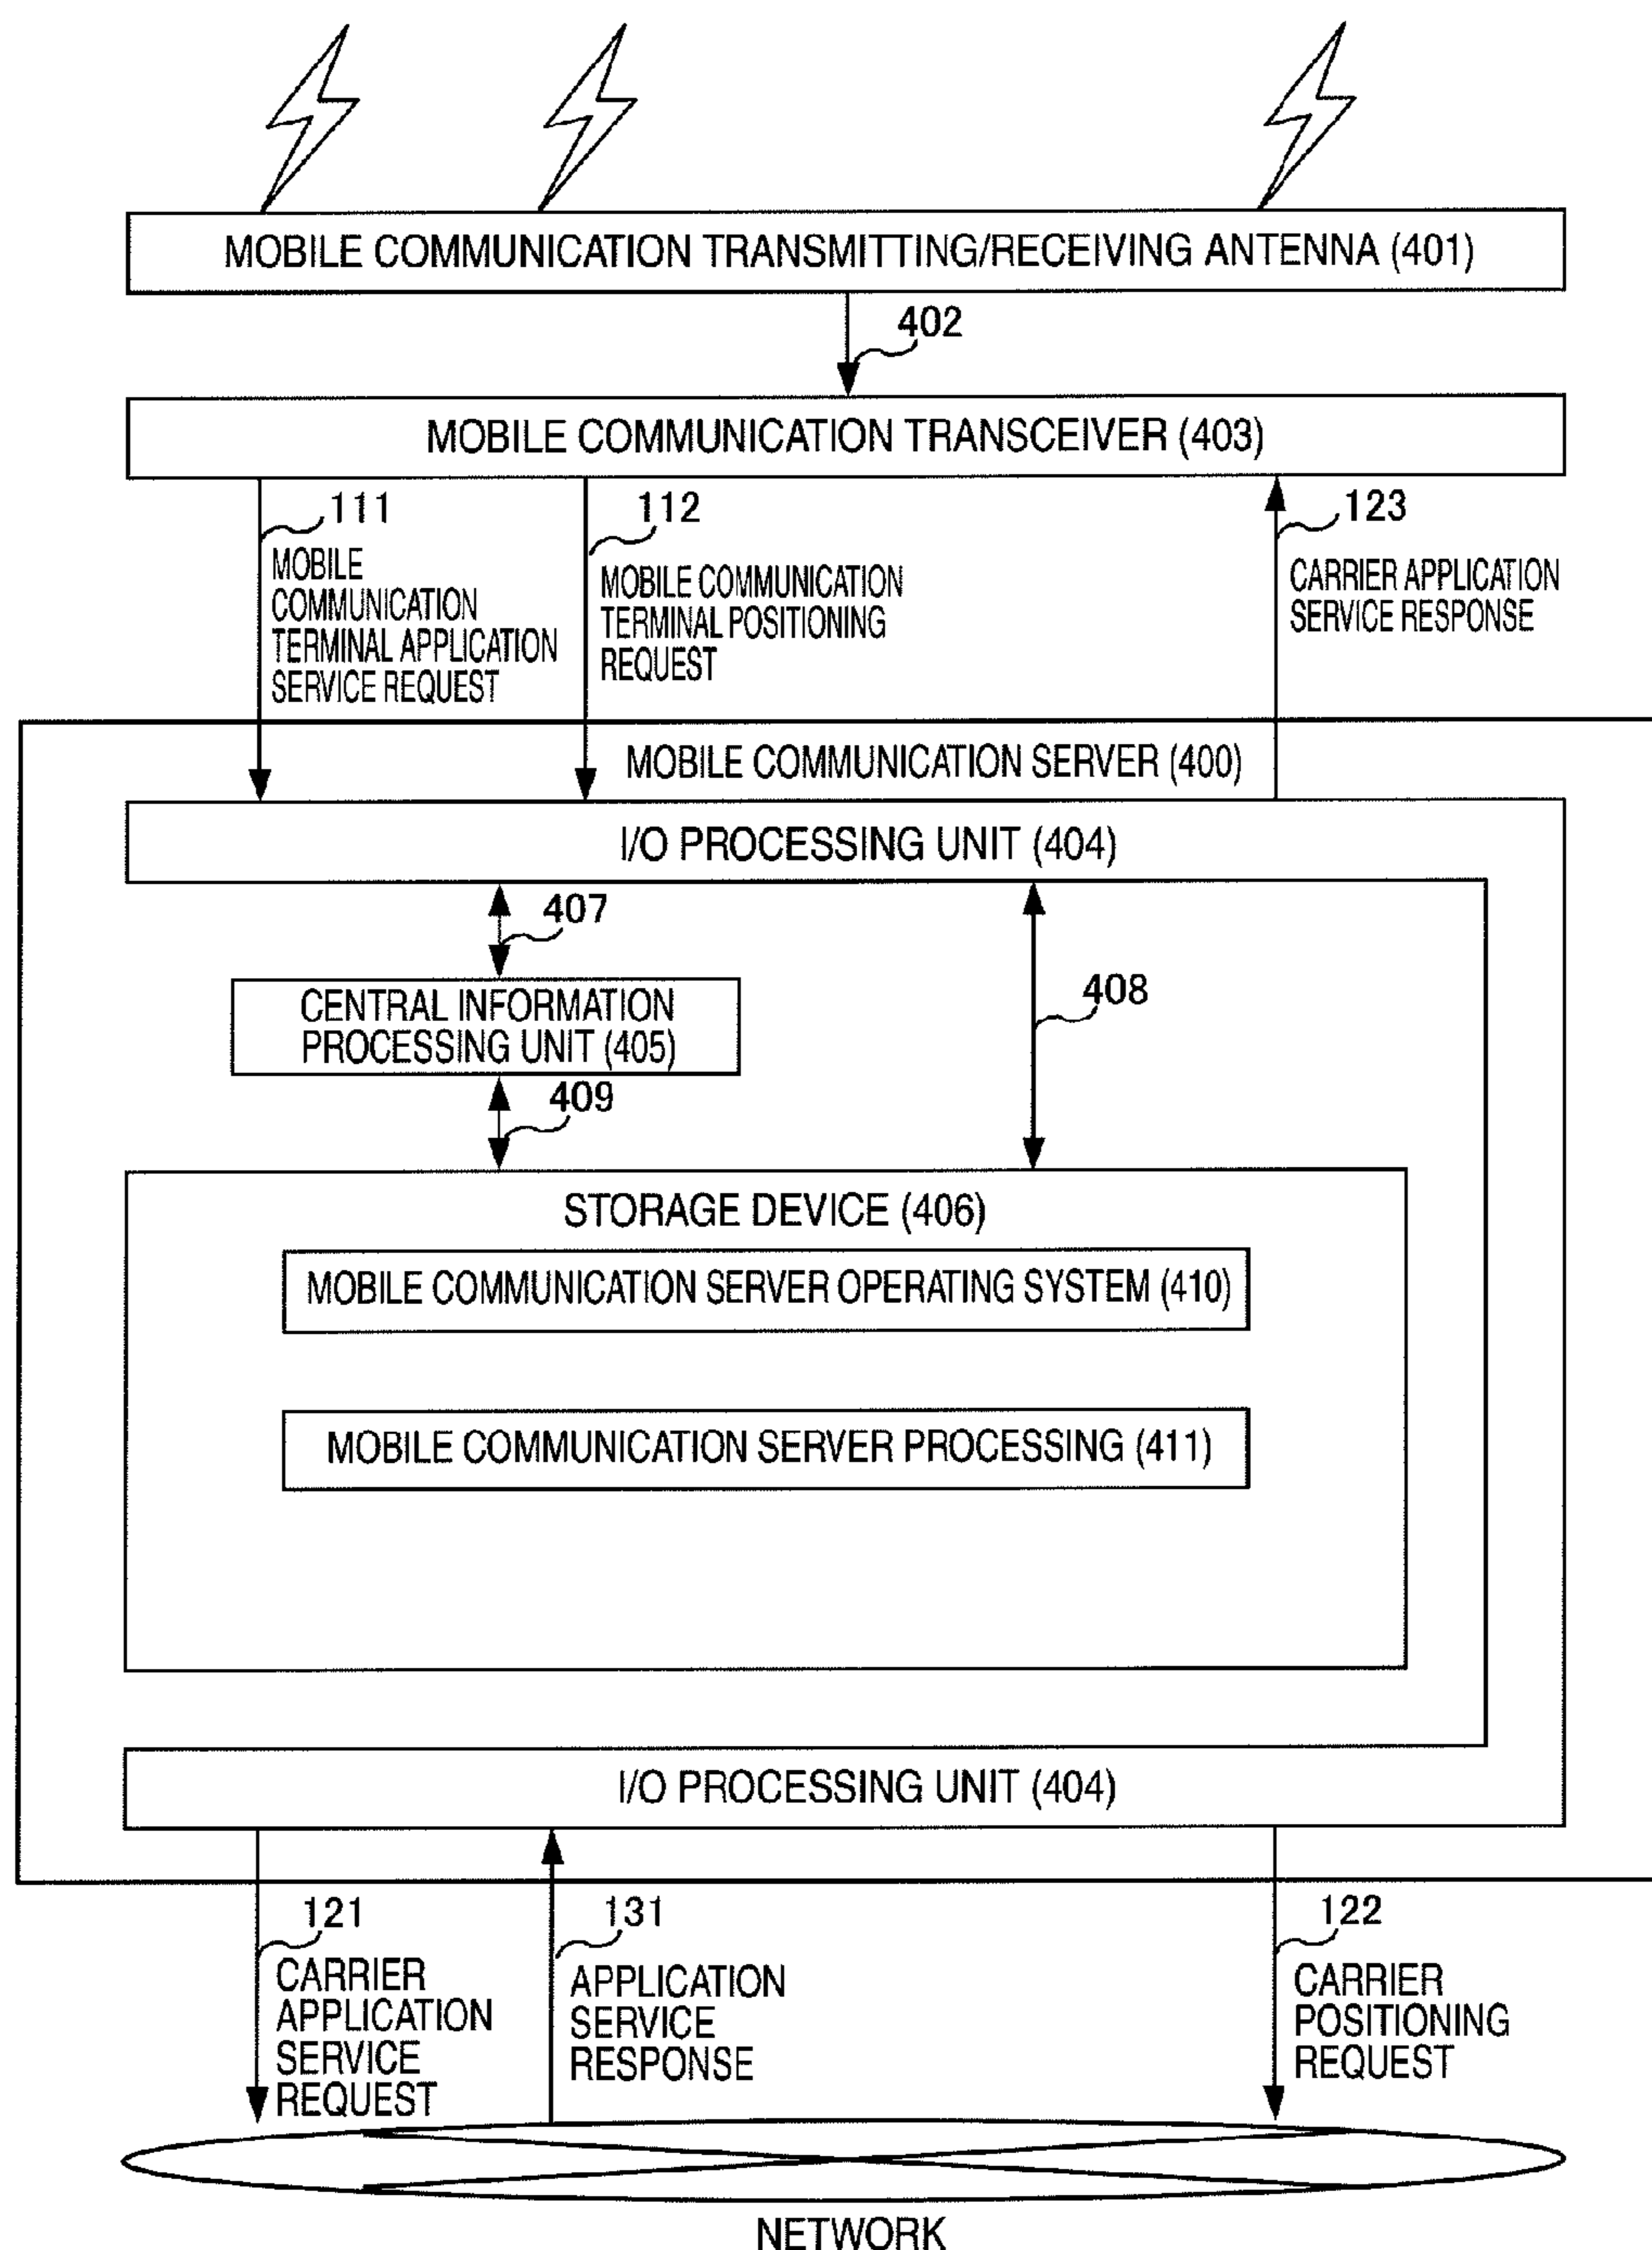 MOBILE COMMUNICATION TRANSMITTING/RECEIVING ANTENNA (401)
402
MOBILE COMMUNICATION TRANSCEIVER (403)
111
MOBILE
COMMUNICATION
TERMINAL APPLICATION
SERVICE REQUEST
112
MOBILE COMMUNICATION
TERMINAL POSITIONING
REQUEST
123
CARRIER APPLICATION
SERVICE RESPONSE
MOBILE COMMUNICATION SERVER (400)
I/O PROCESSING UNIT (404)
407
408
CENTRAL INFORMATION
PROCESSING UNIT (405)
409
STORAGE DEVICE (406)
MOBILE COMMUNICATION SERVER OPERATING SYSTEM (410)
MOBILE COMMUNICATION SERVER PROCESSING (411)
I/O PROCESSING UNIT (404)
121
CARRIER
APPLICATION
SERVICE
REQUEST
131
APPLICATION
SERVICE
RESPONSE
122
CARRIER
POSITIONING
REQUEST
NETWORK